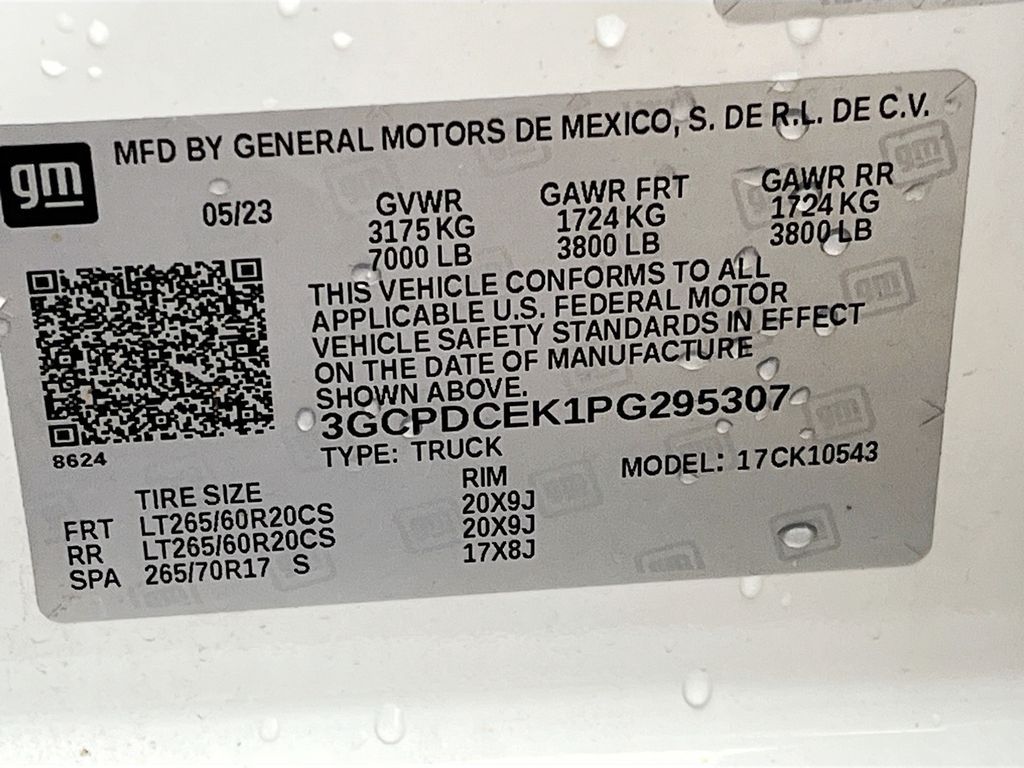 MFD BY GENERAL MOTORS DE MEXICO, S. DE R.L. DE C.V.
gm
05/23
GVWR
3175 KG
7000 LB
GAWR FRT
1724 KG
3800 LB
GAWR RR
1724 KG
3800 LB
THIS VEHICLE CONFORMS TO ALL
APPLICABLE U.S. FEDERAL MOTOR
VEHICLE SAFETY STANDARDS IN EFFECT
ON THE DATE OF MANUFACTURE
SHOWN ABOVE.
3GCPDCEK1PG295307
8624
TYPE: TRUCK
MODEL: 17CK10543
TIRE SIZE RIM
FRT LT265/60R20CS 20X9J
RR LT265/60R20CS 20X9J
SPA 265/70R17 S 17X8J